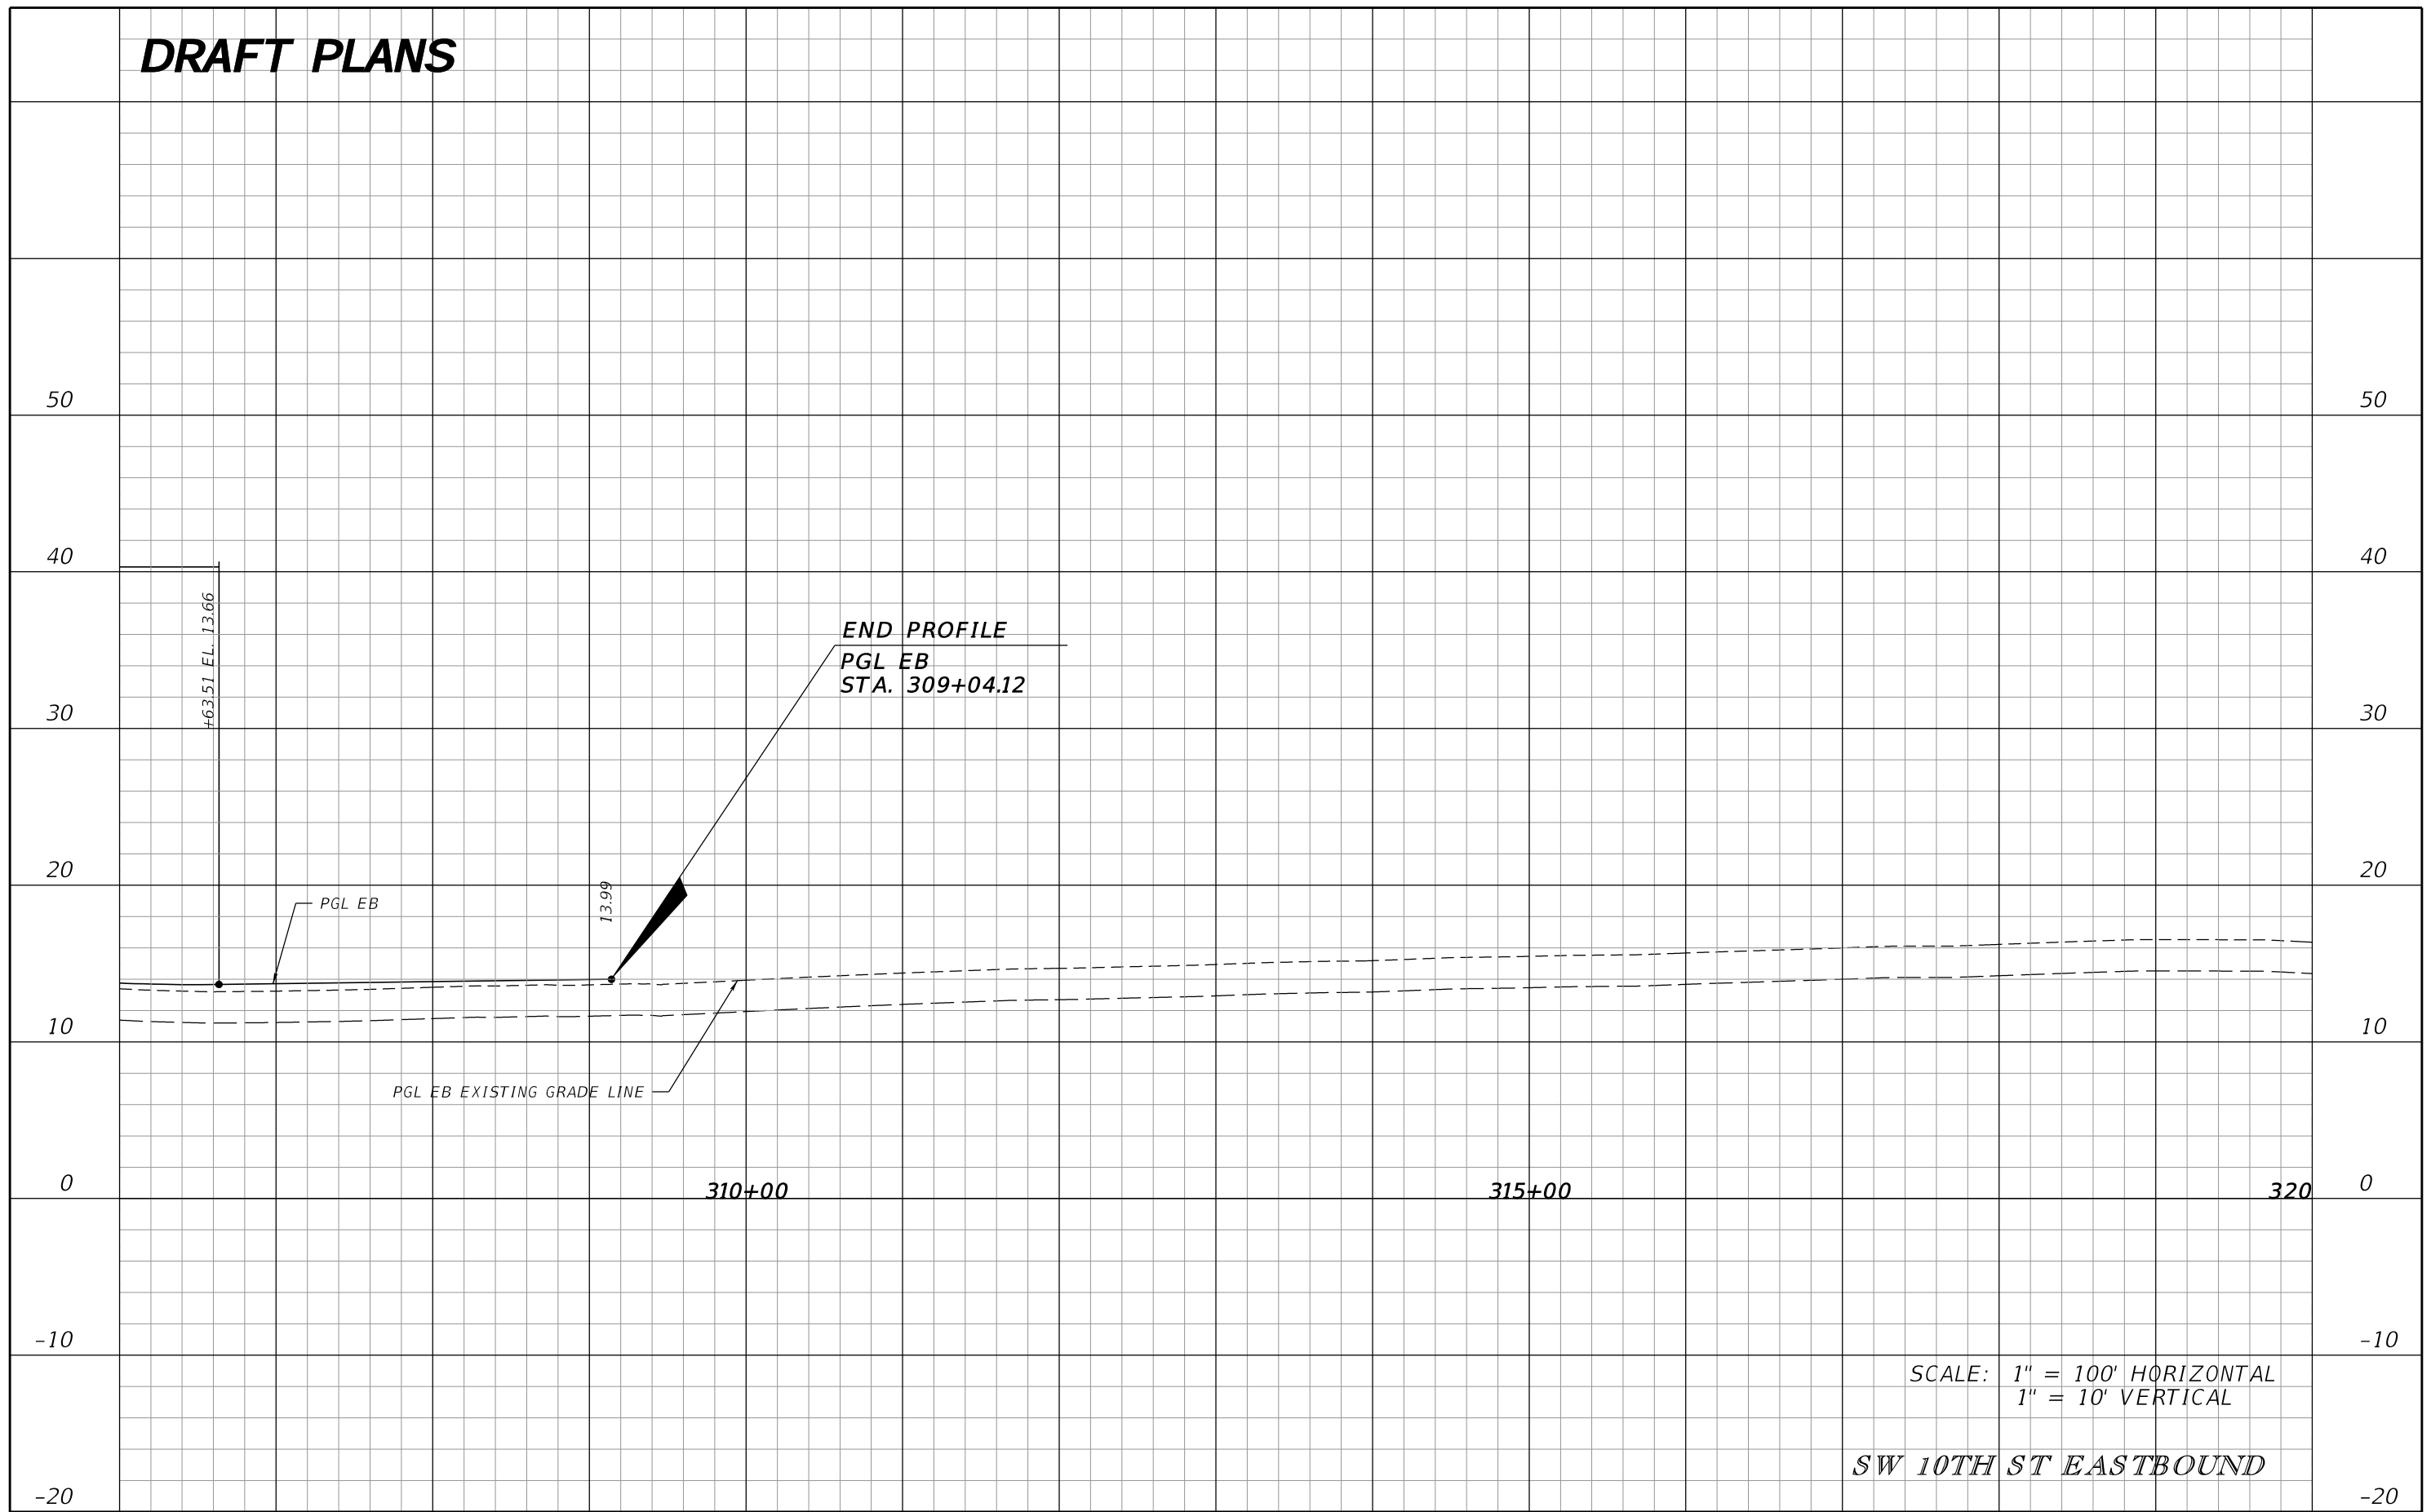 DRAFT PLANS
50
50
40
40
+63.51 EL. 13.66
END PROFILE
PGL EB
STA. 309+04.12
30
30
20
20
13.99
PGL EB
10
10
PGL EB EXISTING GRADE LINE
0
310+00
315+00
320
0
-10
-10
SCALE: 1" = 100' HORIZONTAL
1" = 10' VERTICAL
SW 10TH ST EASTBOUND
-20
-20